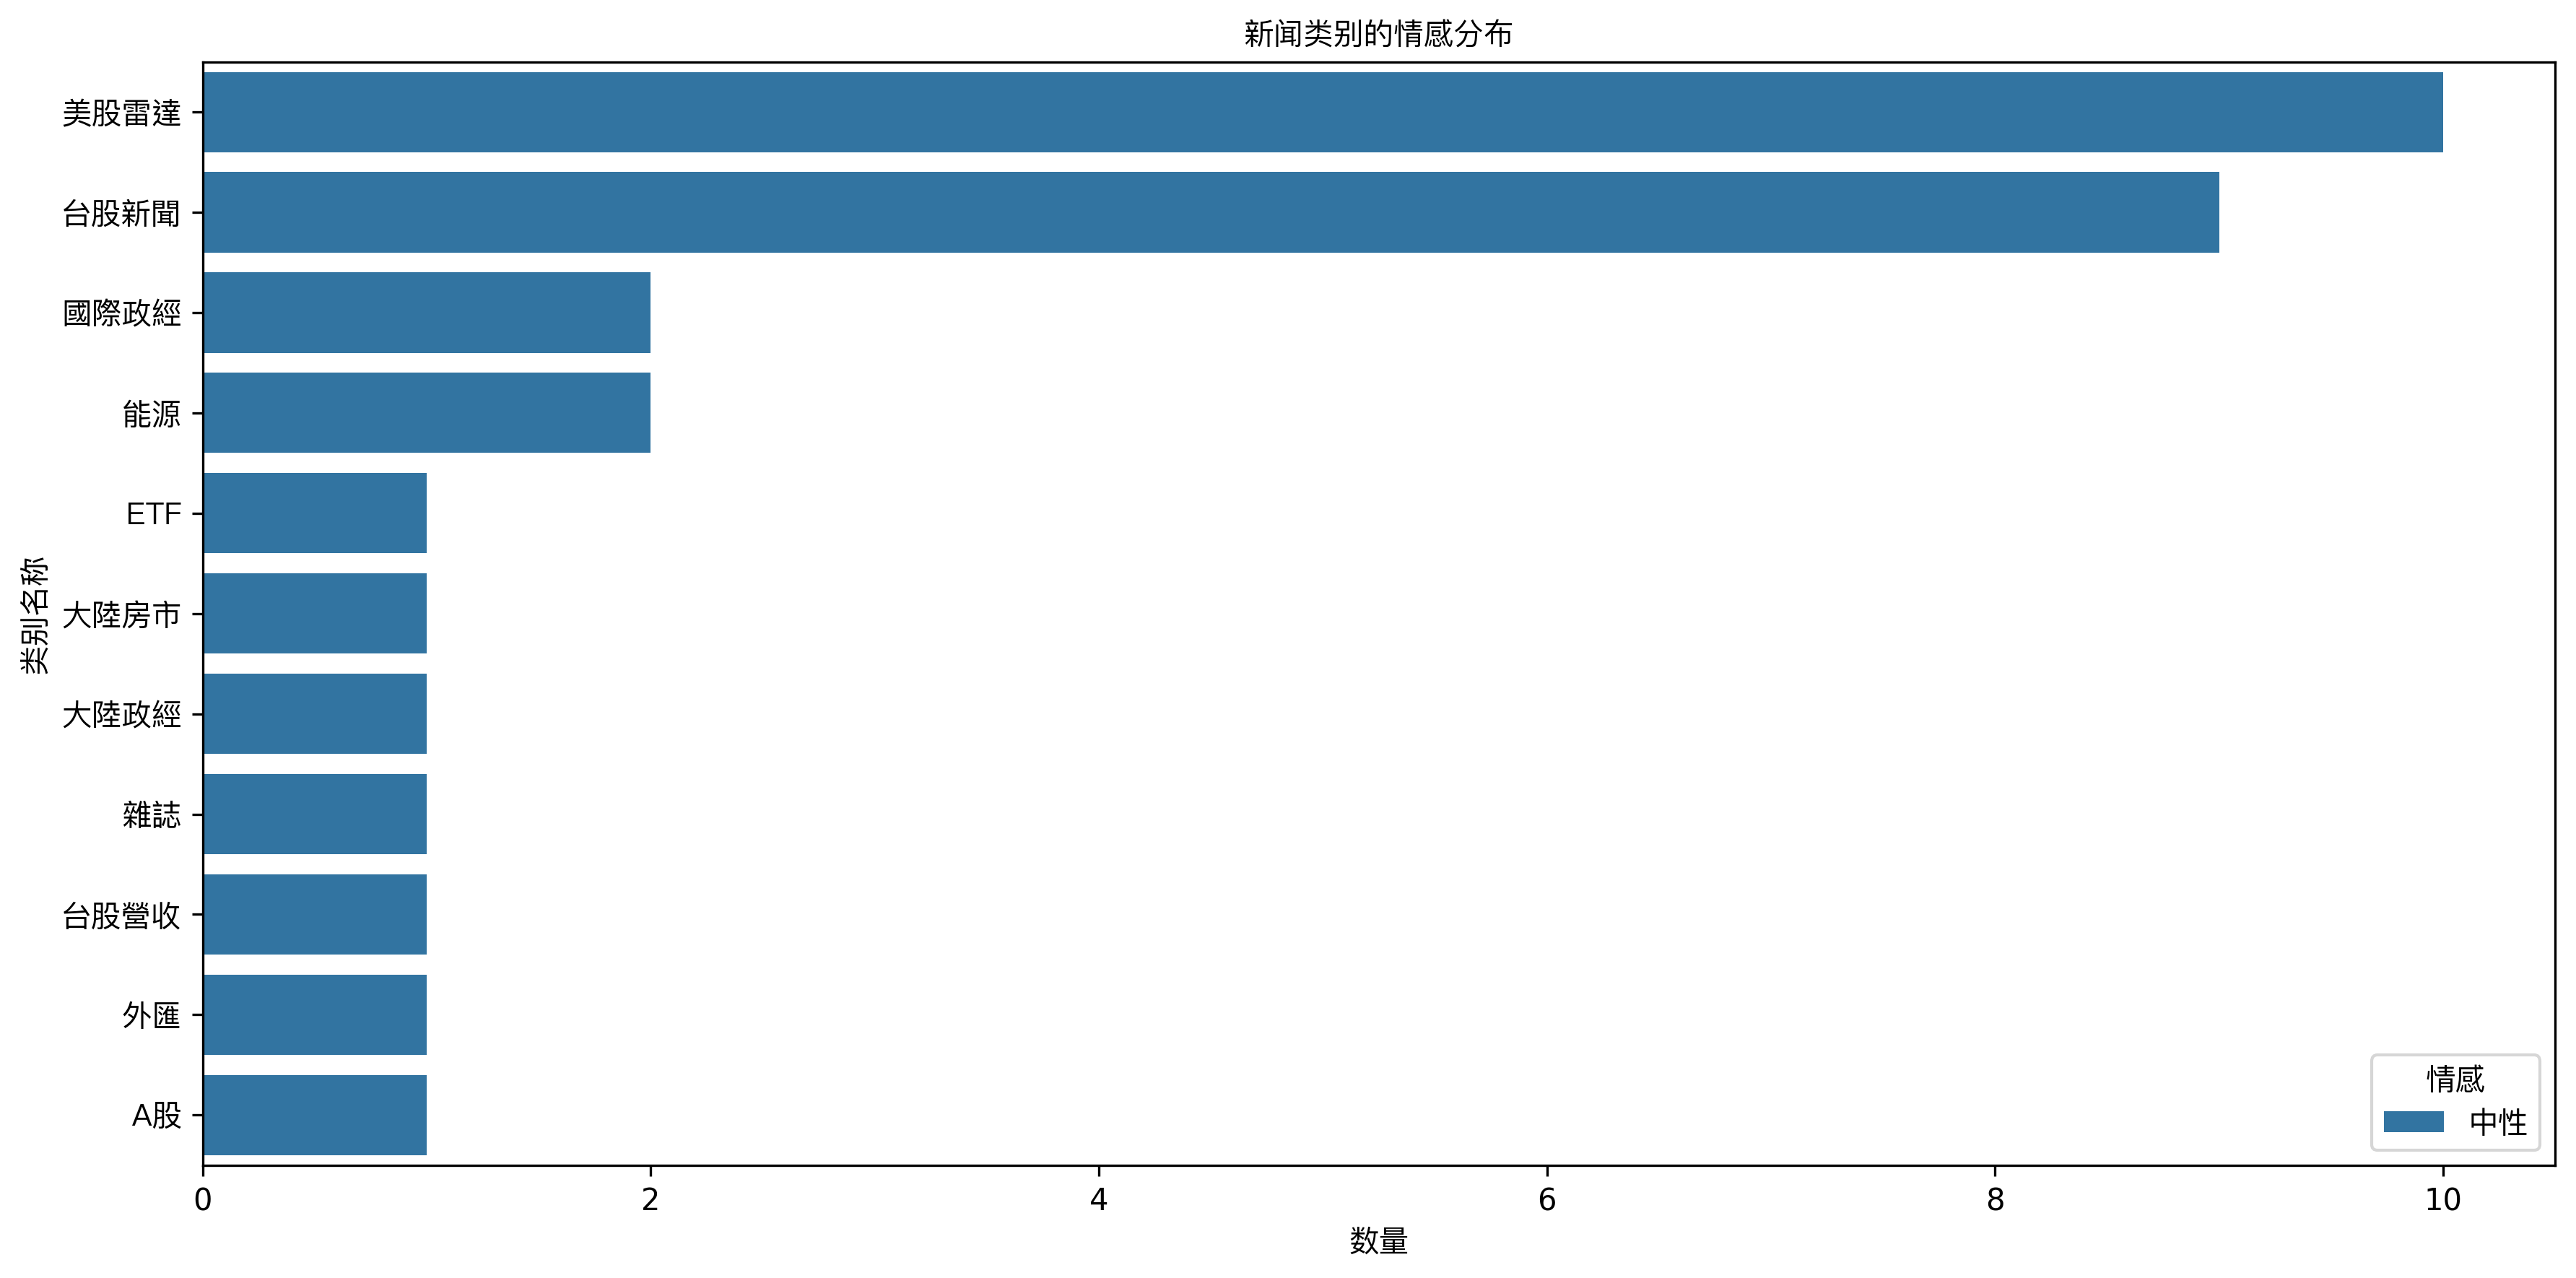 新闻类别的情感分布
类别名称
美股雷達
台股新聞
國際政經
能源
ETF
大陸房市
大陸政經
雜誌
台股營收
外匯
A股
0 2 4 6 8 10
数量
情感
中性